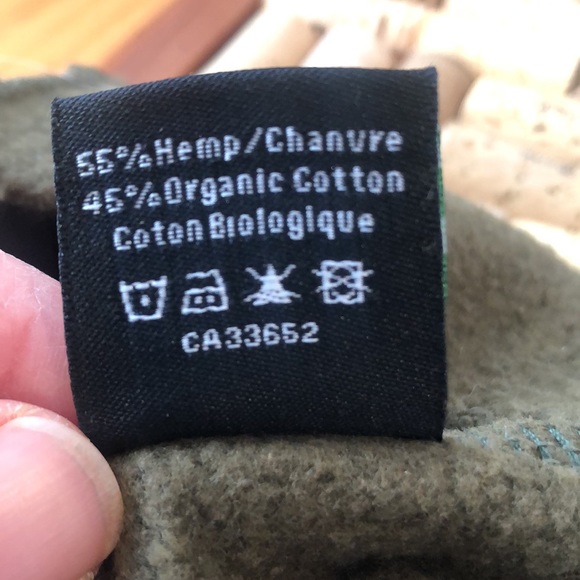 55%Hemp/Chanvre
45%Organic Cotton
Coton Biologique
CA33652